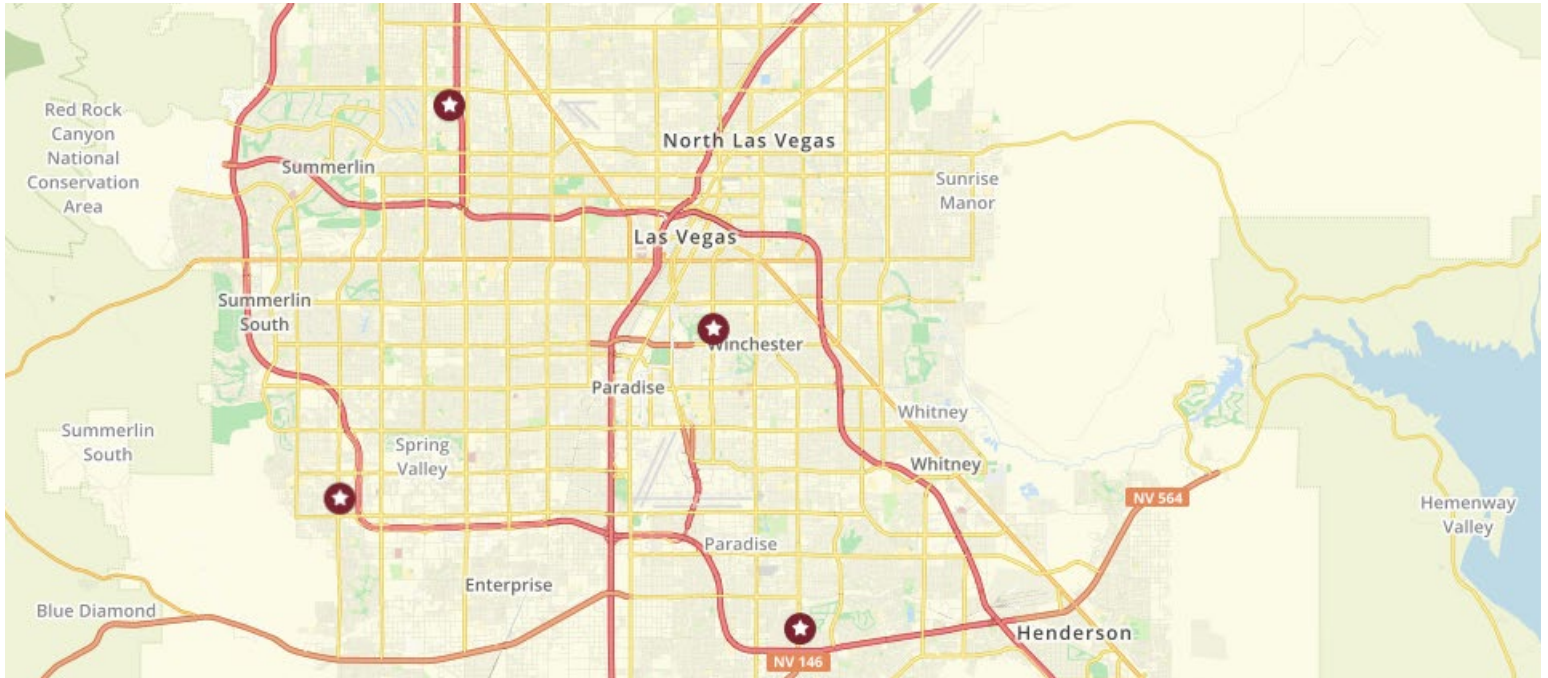 Red Rock
Canyon
National
Conservation
Area
Summerlin
North Las Vegas
Sunrise
Manor
Las Vegas
Summerlin
South
Winchester
Paradise
Whitney
Summerlin
South
Spring
Valley
Whitney
NV 564
Hemenway
Valley
Paradise
Enterprise
Blue Diamond
Henderson
NV 146